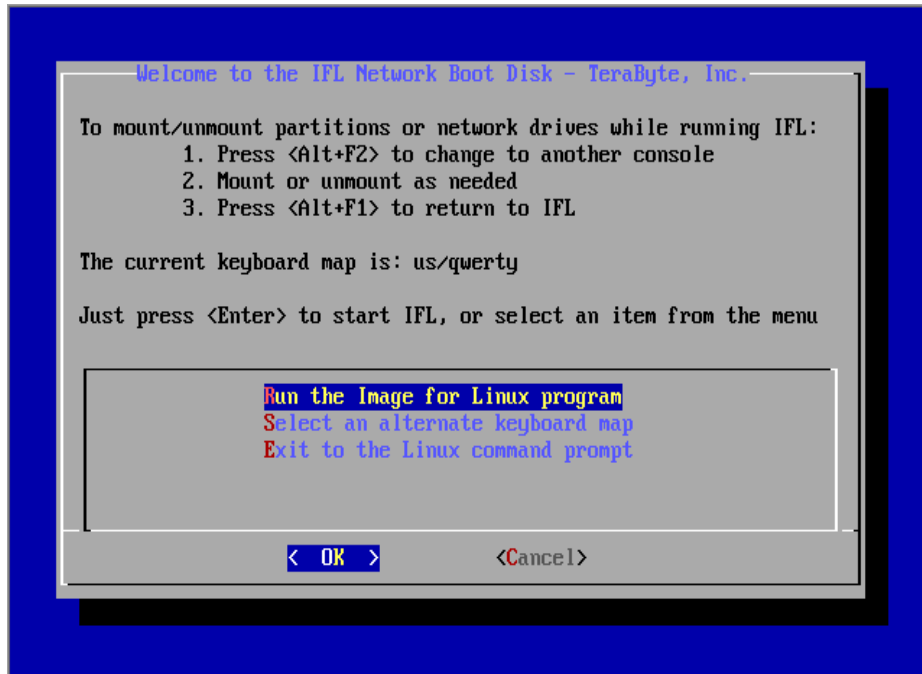 Welcome to the IFL Network Boot Disk - TeraByte, Inc.
To mount/unmount partitions or network drives while running IFL:
1. Press <Alt+F2> to change to another console
2. Mount or unmount as needed
3. Press <Alt+F1> to return to IFL
The current keyboard map is: us/qwerty
Just press <Enter> to start IFL, or select an item from the menu
Run the Image for Linux program
Select an alternate keyboard map
Exit to the Linux command prompt
< OK > <Cancel>